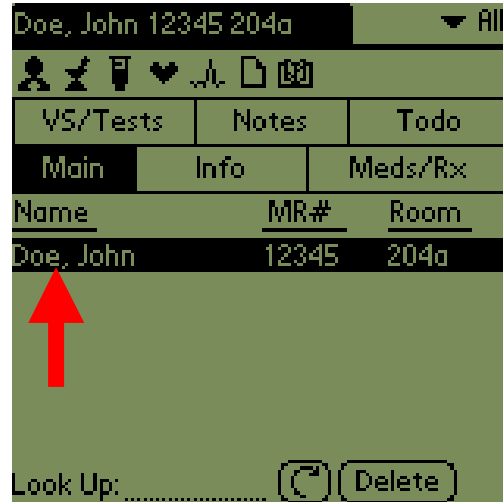 Doe, John 12345 204a All
VS/Tests Notes Todo
Main Info Meds/Rx
Name MR# Room
Doe, John 12345 204a
Look Up: Delete